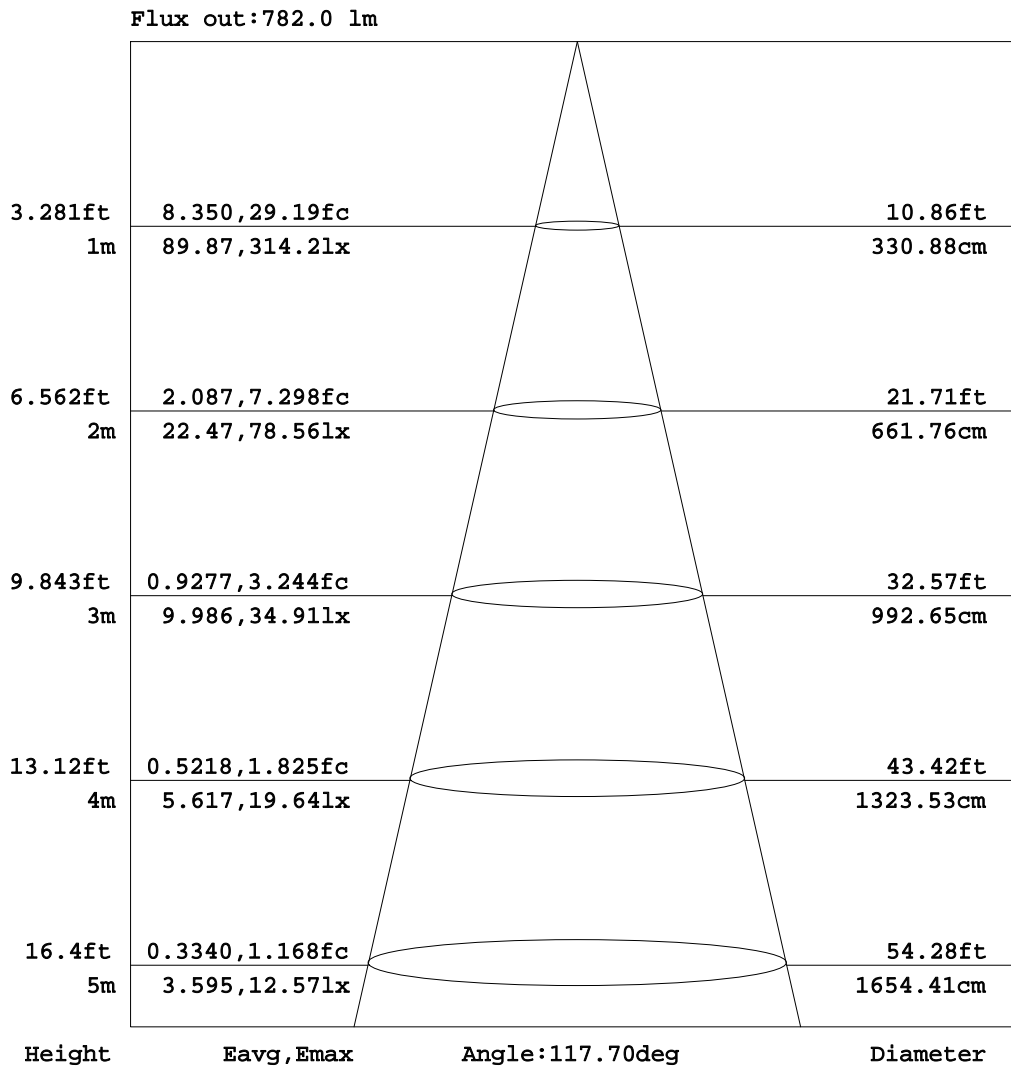 Flux out:782.0 lm
3.281ft 8.350,29.19fc 10.86ft
1m 89.87,314.2lx 330.88cm
6.562ft 2.087,7.298fc 21.71ft
2m 22.47,78.56lx 661.76cm
9.843ft 0.9277,3.244fc 32.57ft
3m 9.986,34.91lx 992.65cm
13.12ft 0.5218,1.825fc 43.42ft
4m 5.617,19.64lx 1323.53cm
16.4ft 0.3340,1.168fc 54.28ft
5m 3.595,12.57lx 1654.41cm
Height Eavg,Emax Angle:117.70deg Diameter